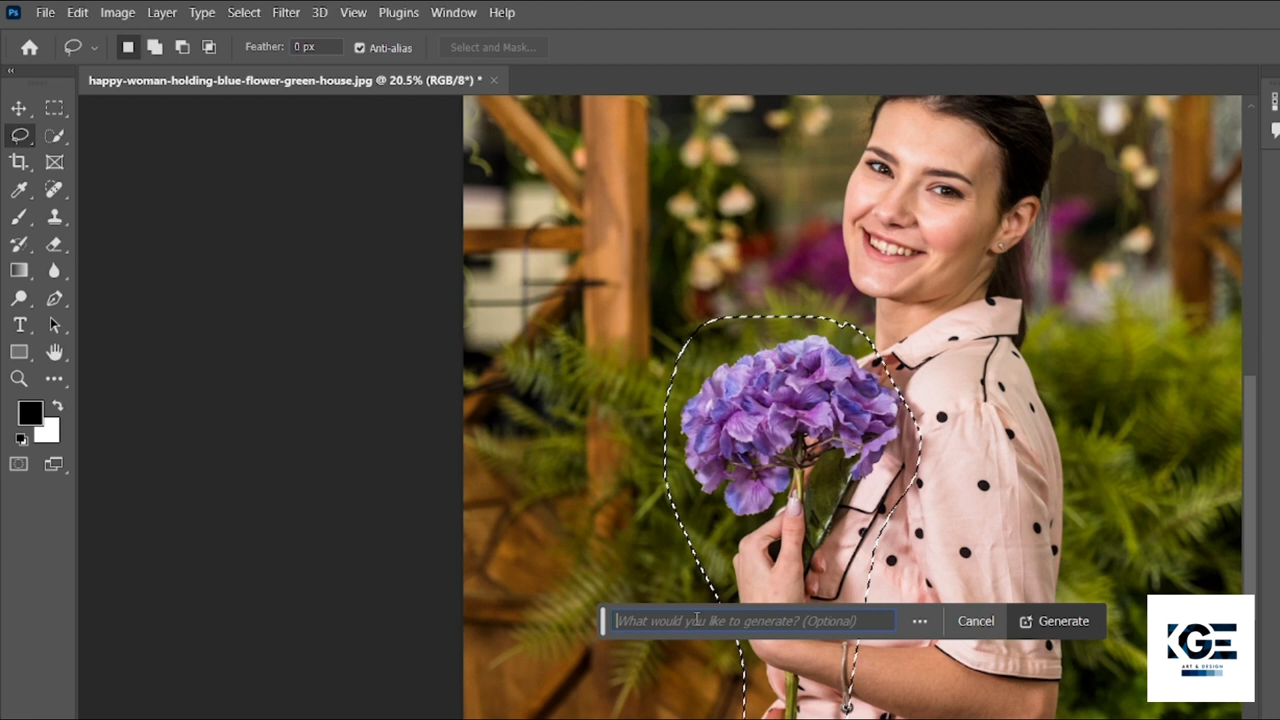 Ps File Edit Image Layer Type Select Filter 3D View Plugins Window Help
Feather: 0 px Anti-alias Select and Mask...
happy-woman-holding-blue-flower-green-house.jpg @ 20.5% (RGB/8*) * ×
What would you like to generate? (Optional) ... Cancel Generate
KGE
ART & DESIGN